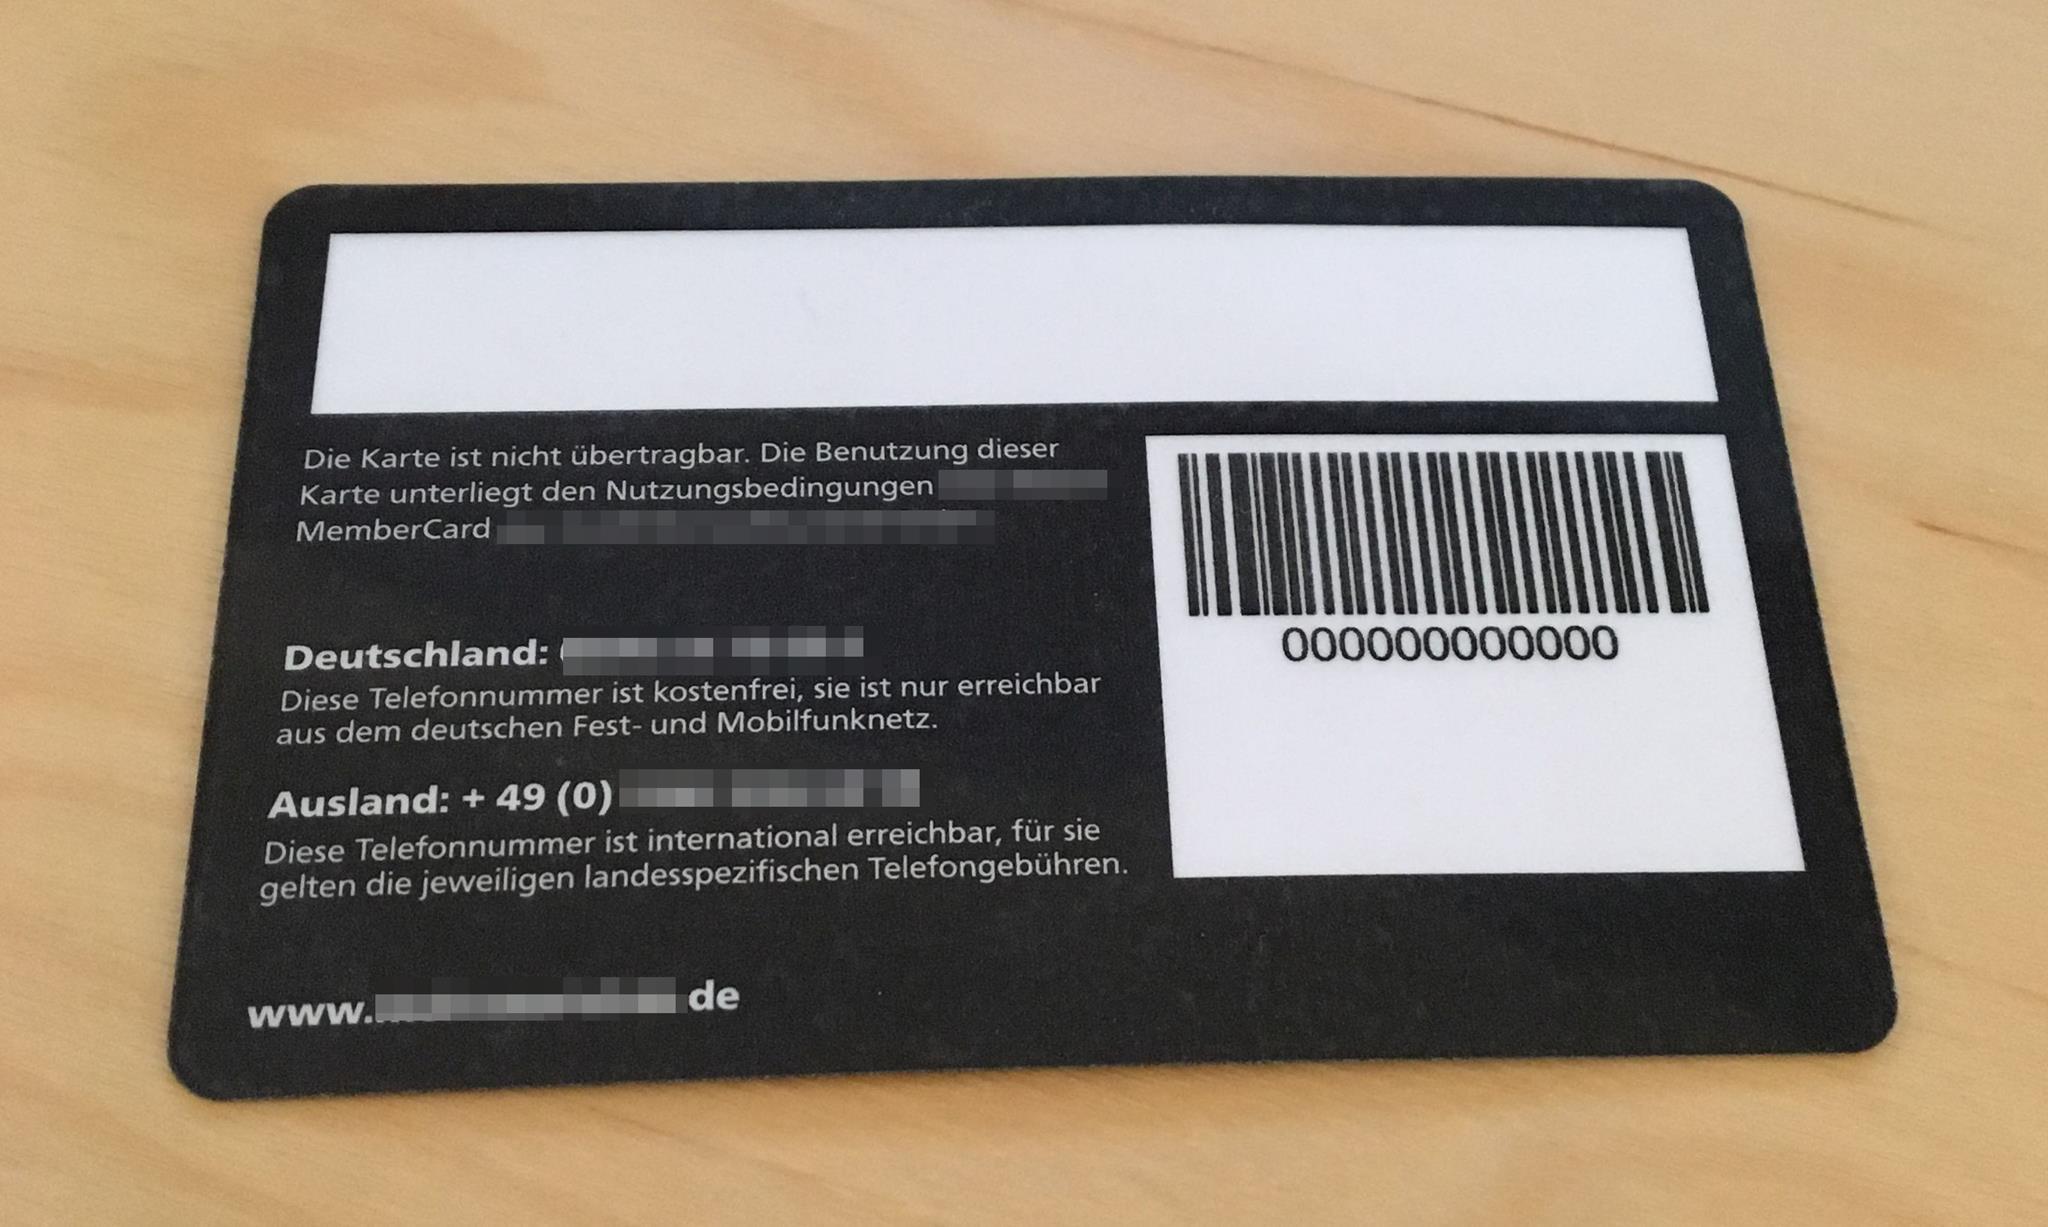 Die Karte ist nicht übertragbar. Die Benutzung dieser
Karte unterliegt den Nutzungsbedingungen
MemberCard
Deutschland:
Diese Telefonnummer ist kostenfrei, sie ist nur erreichbar
aus dem deutschen Fest- und Mobilfunknetz.
Ausland: + 49 (0)
Diese Telefonnummer ist international erreichbar, für sie
gelten die jeweiligen landesspezifischen Telefongebühren.
www. de
000000000000